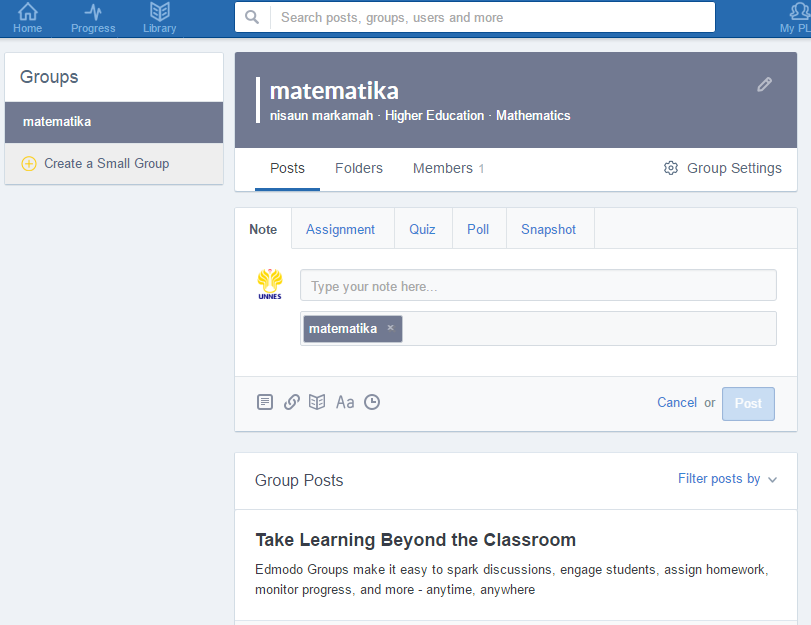 Home
Progress
Library
Search posts, groups, users and more
My PL
Groups
matematika
Create a Small Group
matematika
nisaun markamah · Higher Education · Mathematics
Posts
Folders
Members 1
Group Settings
Note
Assignment
Quiz
Poll
Snapshot
UNNES
Type your note here...
matematika ×
Aa
Cancel or Post
Group Posts
Filter posts by
Take Learning Beyond the Classroom
Edmodo Groups make it easy to spark discussions, engage students, assign homework,
monitor progress, and more - anytime, anywhere